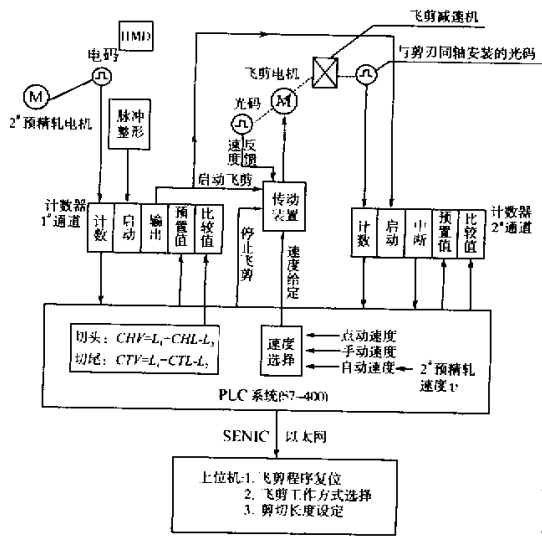 HMD
飞剪减速机
电码
与剪刃同轴安装的光码
飞剪电机
M
M
光码
2#预精轧电机
脉冲
整形
速度
反馈
启动飞剪
传动
装置
计数器
1#通道
计数
启动
输出
预置值
比较值
停止飞剪
速度给定
计数
启动
中断
预置值
比较值
计数器
2#通道
切头：CHV=L₁−CHL-L₂
切尾：CTV=L₁−CTL-L₂
速度
选择
点动速度
手动速度
自动速度
2#预精轧
速度v
PLC系统(S7-400)
SENIC 以太网
上位机:1. 飞剪程序复位
2. 飞剪工作方式选择
3. 剪切长度设定